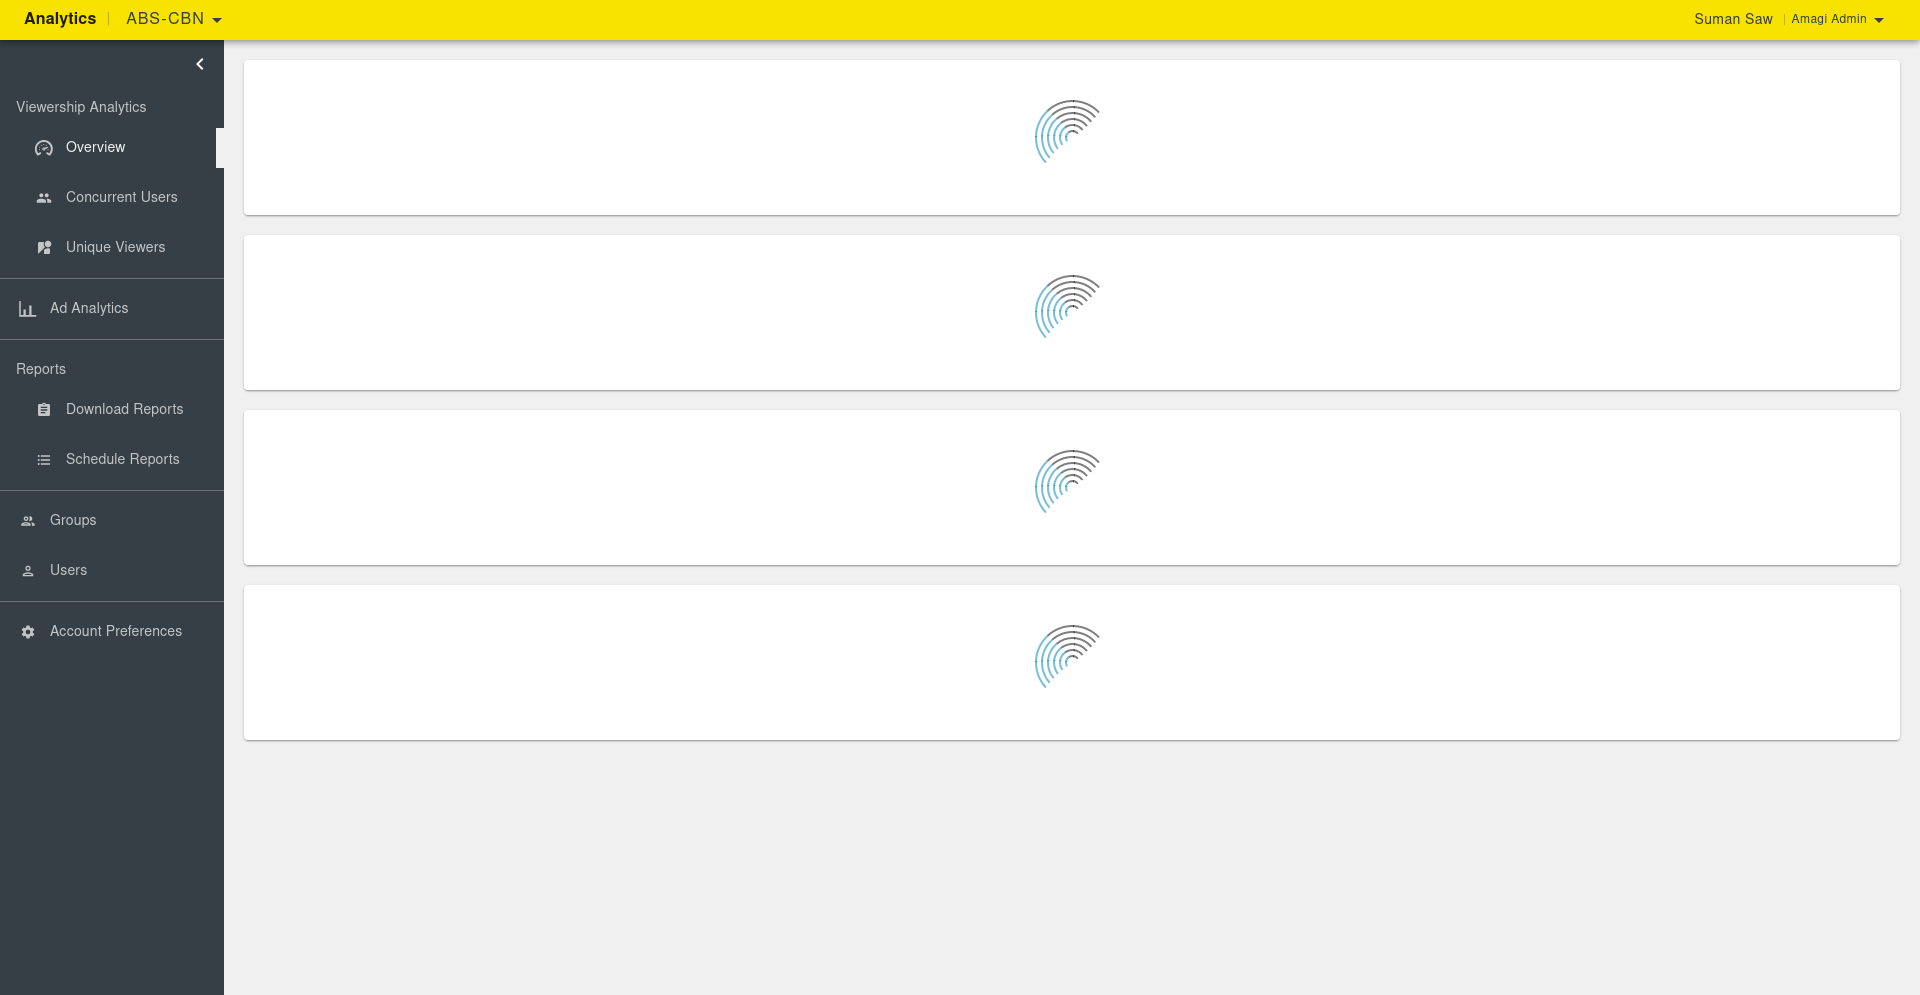 Analytics
ABS-CBN
Suman Saw
Amagi Admin
Viewership Analytics
Overview
Concurrent Users
Unique Viewers
Ad Analytics
Reports
Download Reports
Schedule Reports
Groups
Users
Account Preferences